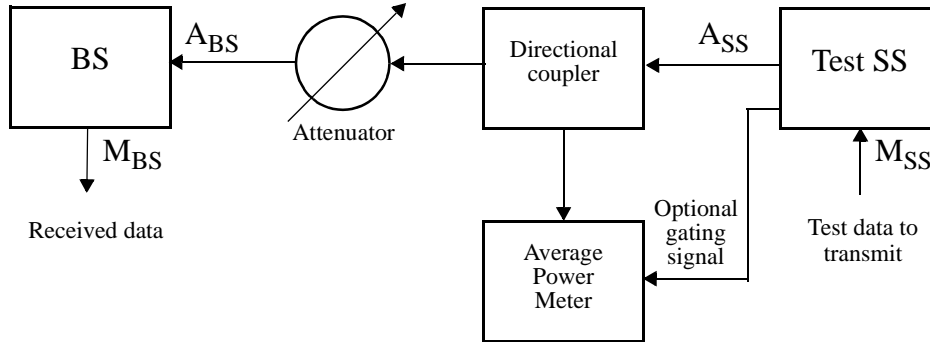 BS
A_BS
Attenuator
Directional
coupler
A_SS
Test SS
M_BS
Received data
M_SS
Test data to
transmit
Optional
gating
signal
Average
Power
Meter